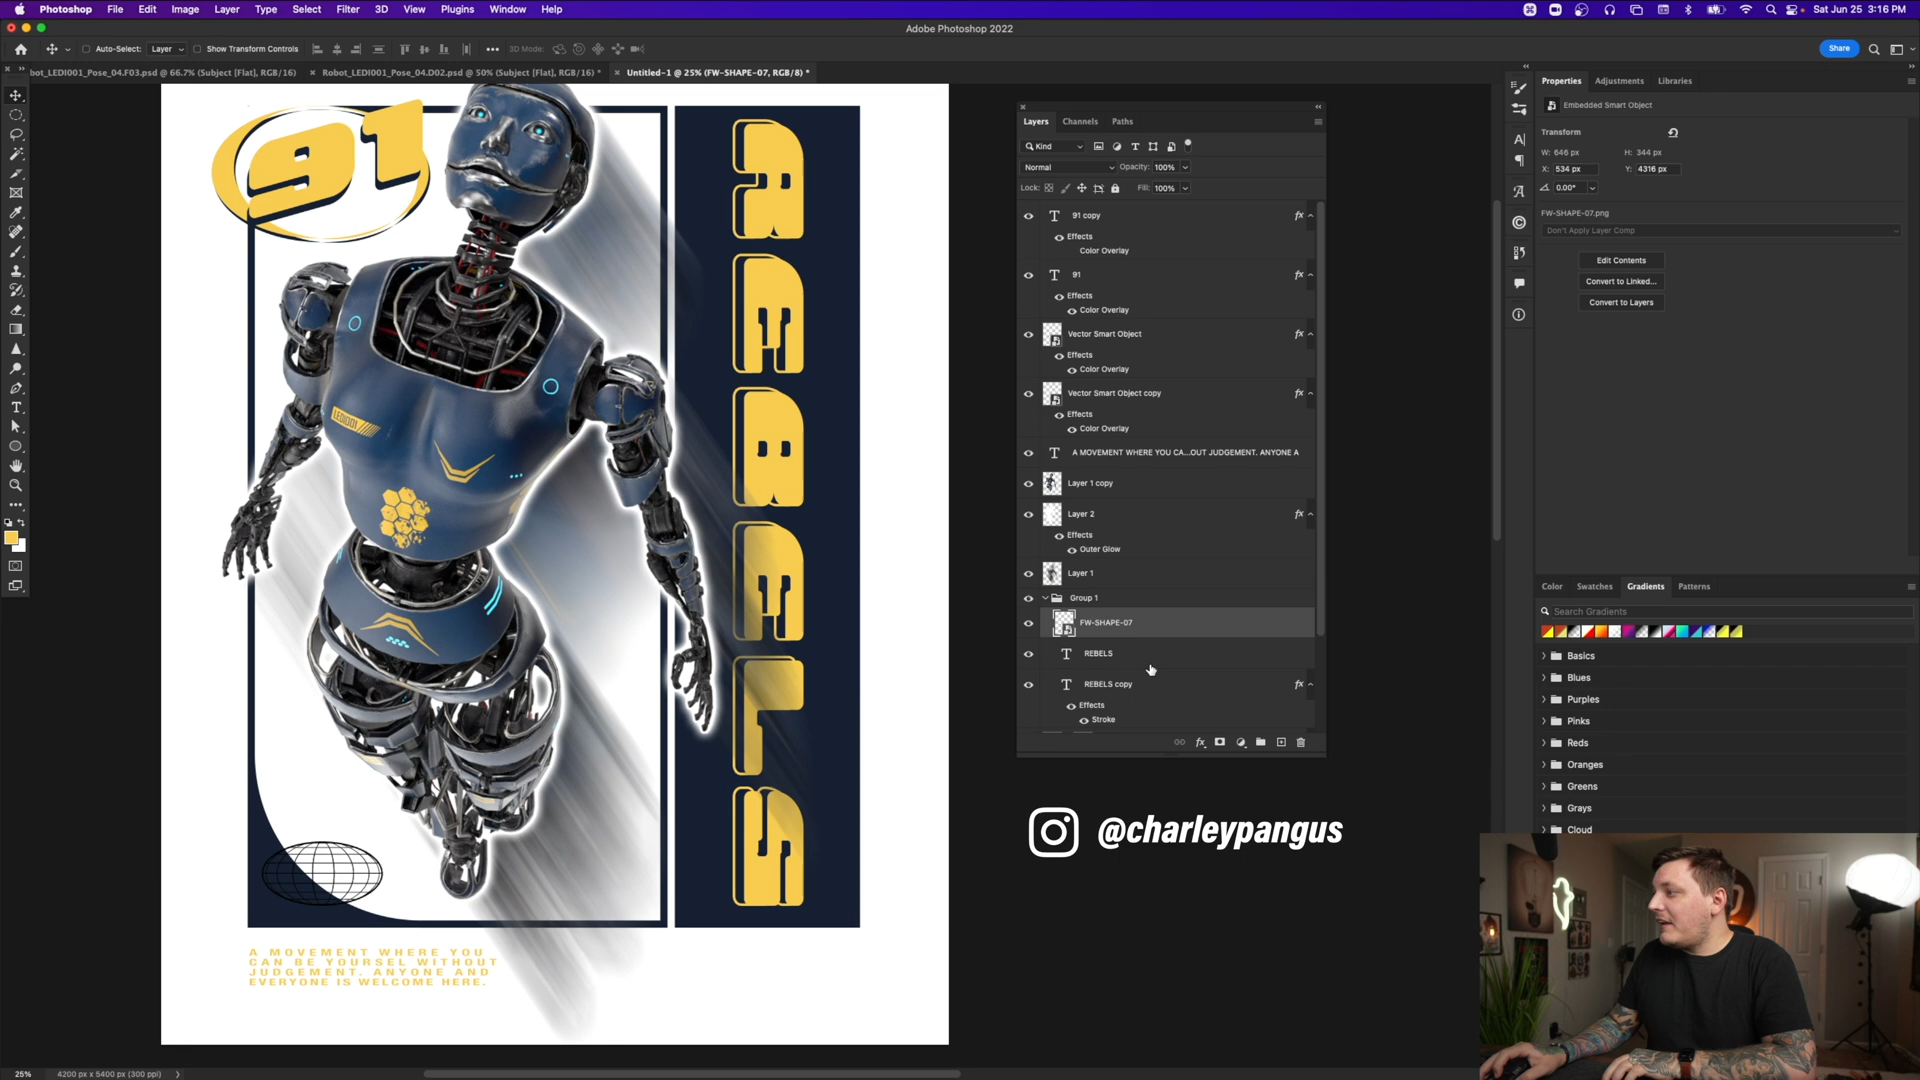 Photoshop File Edit Image Layer Type Select Filter 3D View Plugins Window Help
Sat Jun 25 3:16 PM
Adobe Photoshop 2022
Auto-Select: Layer Show Transform Controls 3D Mode: Share
bot_LEDI001_Pose_04.F03.psd @ 66.7% (Subject [Flat], RGB/16)
Robot_LEDI001_Pose_04.D02.psd @ 50% (Subject [Flat], RGB/16) *
Untitled-1 @ 25% (FW-SHAPE-07, RGB/8) *
91
LEDI001
REBELS
A MOVEMENT WHERE YOU
CAN BE YOURSEL WITHOUT
JUDGEMENT. ANYONE AND
EVERYONE IS WELCOME HERE.
Layers Channels Paths
Kind
Normal Opacity: 100%
Lock: Fill: 100%
91 copy fx
Effects
Color Overlay
91 fx
Effects
Color Overlay
Vector Smart Object fx
Effects
Color Overlay
Vector Smart Object copy fx
Effects
Color Overlay
A MOVEMENT WHERE YOU CA...OUT JUDGEMENT. ANYONE A
Layer 1 copy
Layer 2 fx
Effects
Outer Glow
Layer 1
Group 1
FW-SHAPE-07
REBELS
REBELS copy fx
Effects
Stroke
fx
@charleypangus
Properties Adjustments Libraries
Embedded Smart Object
Transform
W: 646 px H: 344 px
X: 534 px Y: 4316 px
0.00°
FW-SHAPE-07.png
Don't Apply Layer Comp
Edit Contents
Convert to Linked...
Convert to Layers
Color Swatches Gradients Patterns
Search Gradients
Basics
Blues
Purples
Pinks
Reds
Oranges
Greens
Grays
Cloud
25% 4200 px x 5400 px (300 ppi)